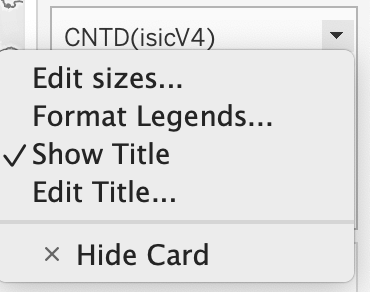 CNTD(isicV4)
Edit sizes...
Format Legends...
Show Title
Edit Title...
Hide Card